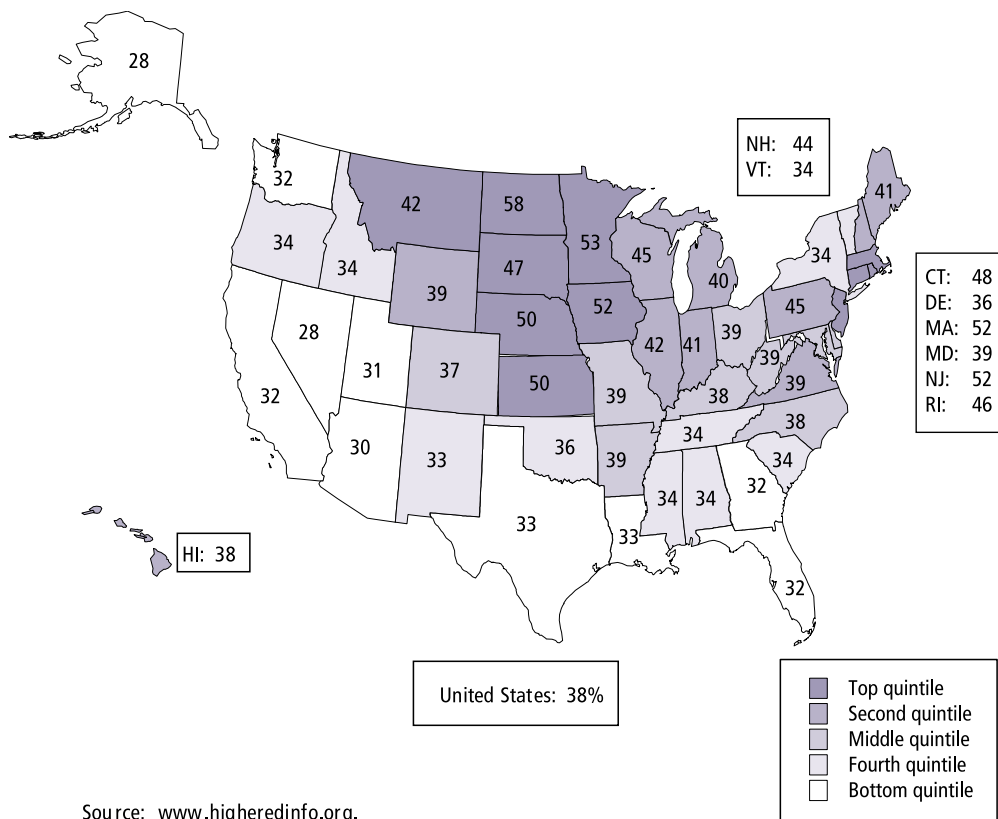 28
NH: 44
VT: 34
32
42
58
53
41
34
34
47
45
40
34
39
50
52
45
CT: 48
DE: 36
MA: 52
MD: 39
NJ: 52
RI: 46
28
31
37
50
39
42
41
39
39
38
39
32
30
33
36
39
34
38
34
33
34
34
32
33
32
HI: 38
United States: 38%
Top quintile
Second quintile
Middle quintile
Fourth quintile
Bottom quintile
Source: www.higheredinfo.org.